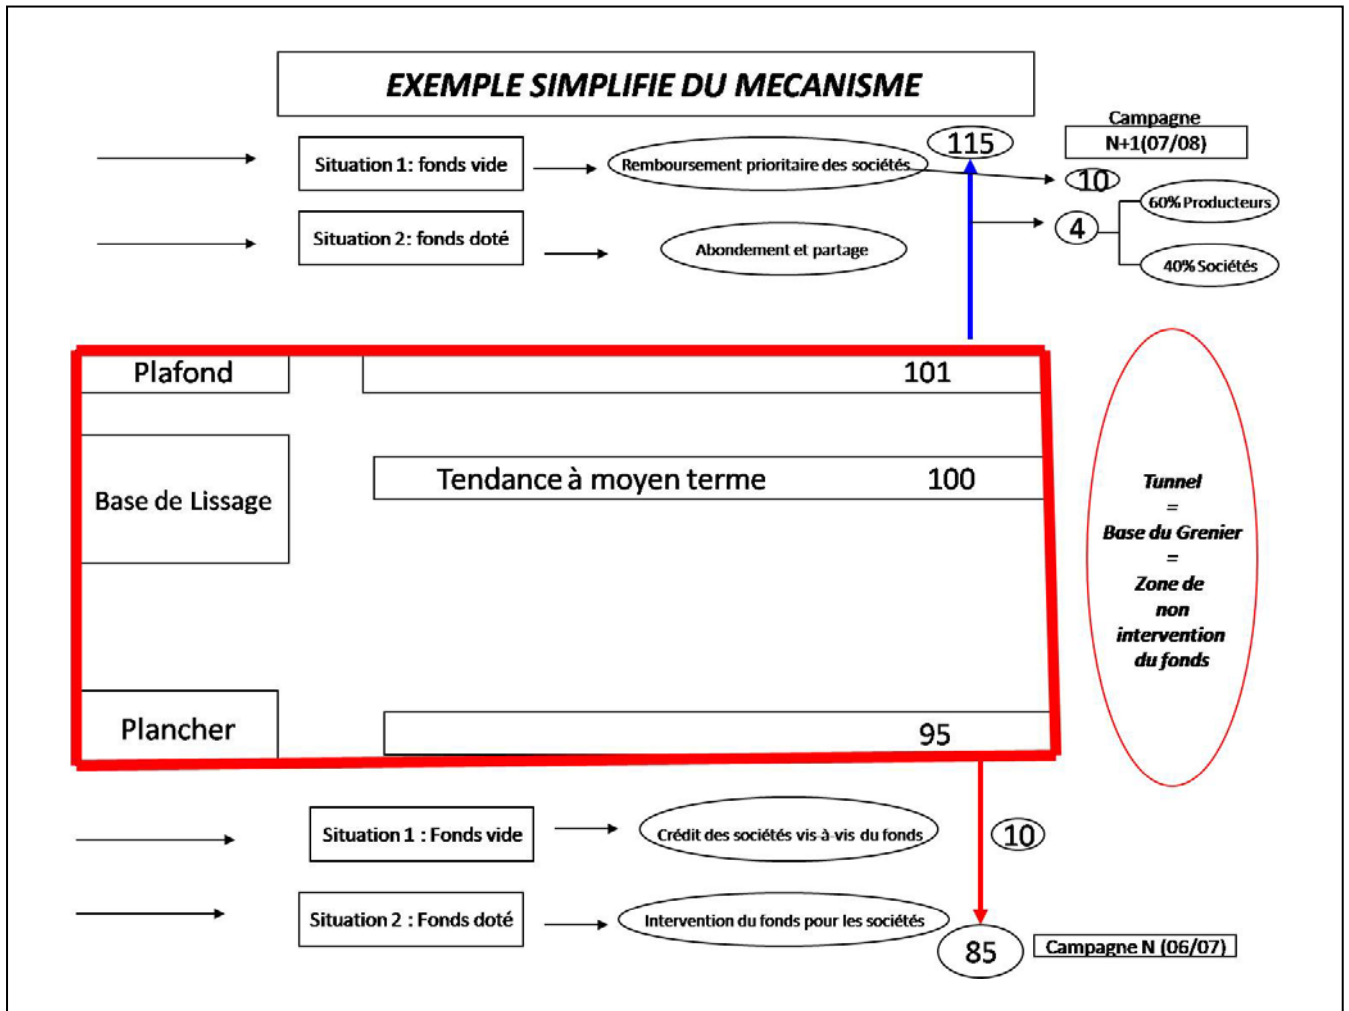 EXEMPLE SIMPLIFIE DU MECANISME
Campagne
N+1(07/08)
Situation 1: fonds vide
Remboursement prioritaire des sociétés
115
10
60% Producteurs
Situation 2: fonds doté
Abondement et partage
4
40% Sociétés
Plafond
101
Base de Lissage
Tendance à moyen terme
100
Tunnel
=
Base du Grenier
=
Zone de
non
intervention
du fonds
Plancher
95
Situation 1 : Fonds vide
Crédit des sociétés vis-à-vis du fonds
10
Situation 2 : Fonds doté
Intervention du fonds pour les sociétés
85
Campagne N (06/07)